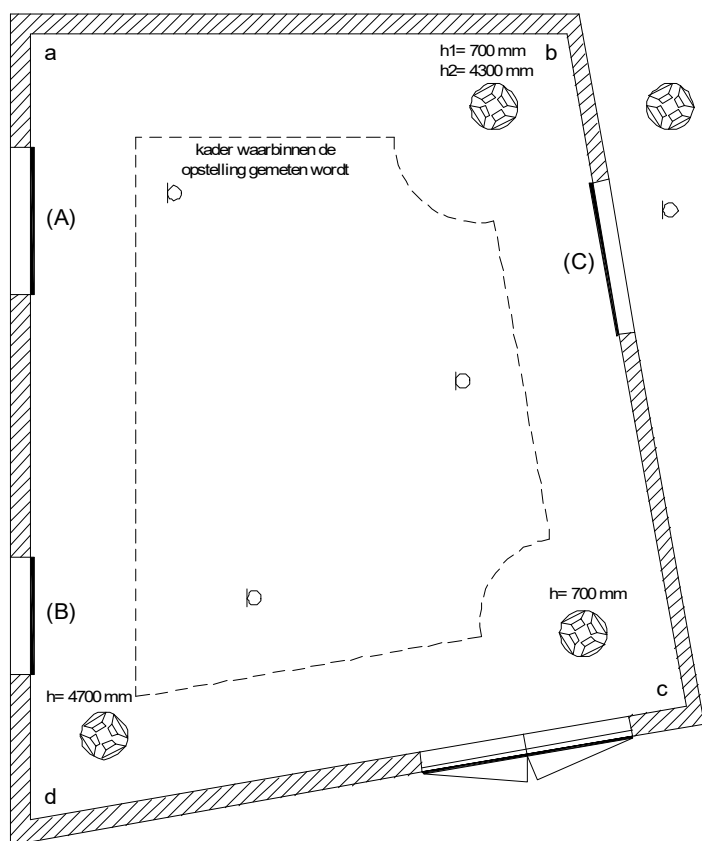 a
h1= 700 mm
b
h2= 4300 mm
kader waarbinnen de
opstelling gemeten wordt
(A)
(C)
(B)
h= 700 mm
h= 4700 mm
c
d